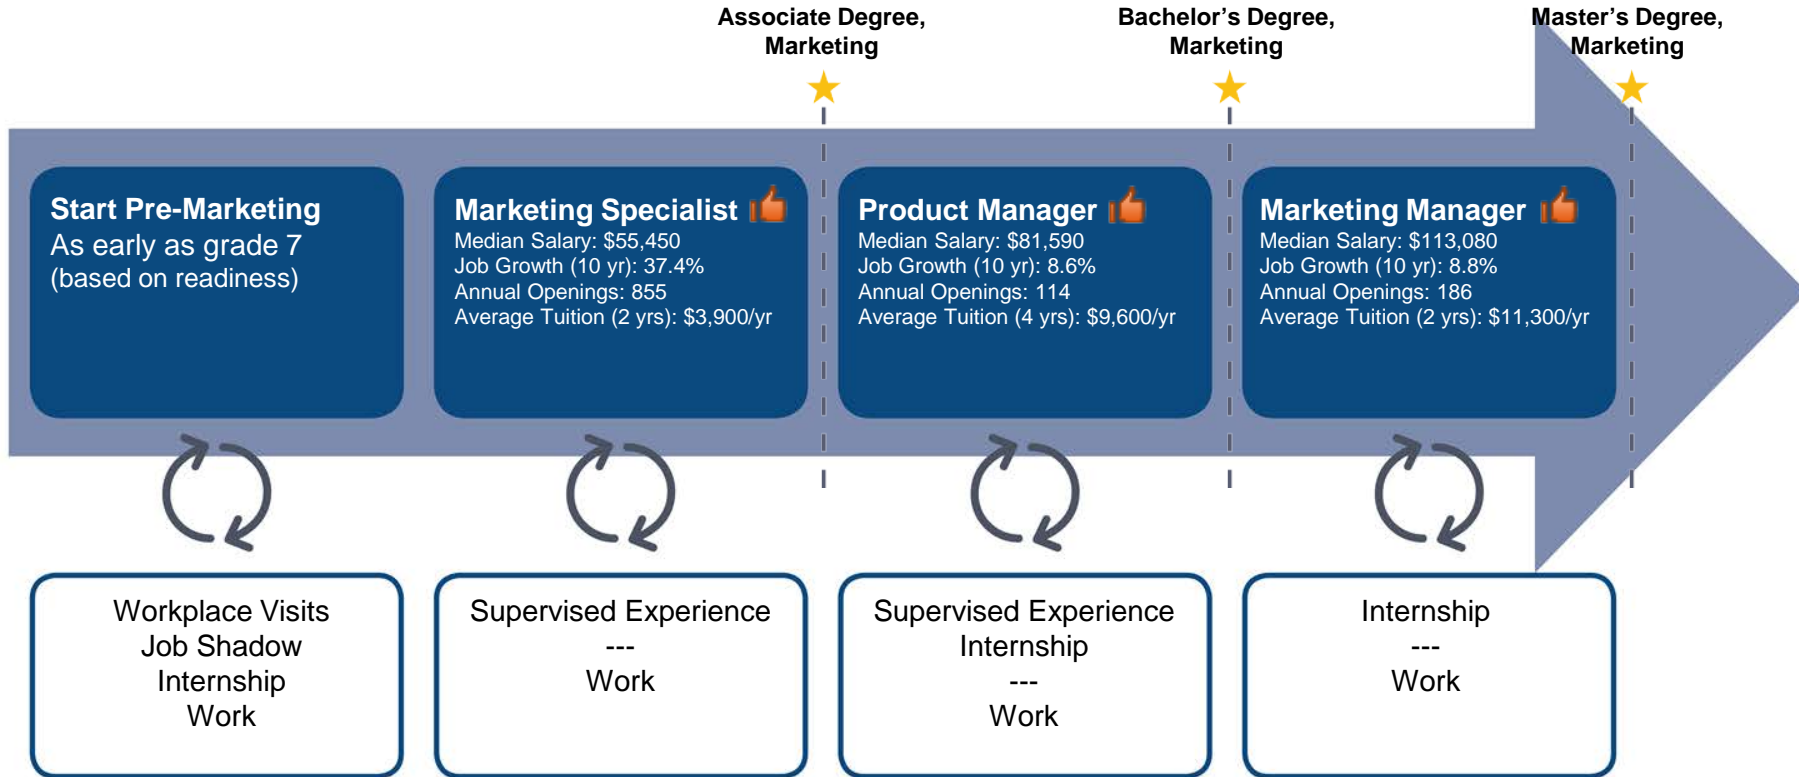 Associate Degree,
Marketing
Bachelor's Degree,
Marketing
Master's Degree,
Marketing
Start Pre-Marketing
As early as grade 7
(based on readiness)
Marketing Specialist
Median Salary: $55,450
Job Growth (10 yr): 37.4%
Annual Openings: 855
Average Tuition (2 yrs): $3,900/yr
Product Manager
Median Salary: $81,590
Job Growth (10 yr): 8.6%
Annual Openings: 114
Average Tuition (4 yrs): $9,600/yr
Marketing Manager
Median Salary: $113,080
Job Growth (10 yr): 8.8%
Annual Openings: 186
Average Tuition (2 yrs): $11,300/yr
Workplace Visits
Job Shadow
Internship
Work
Supervised Experience
---
Work
Supervised Experience
Internship
---
Work
Internship
---
Work